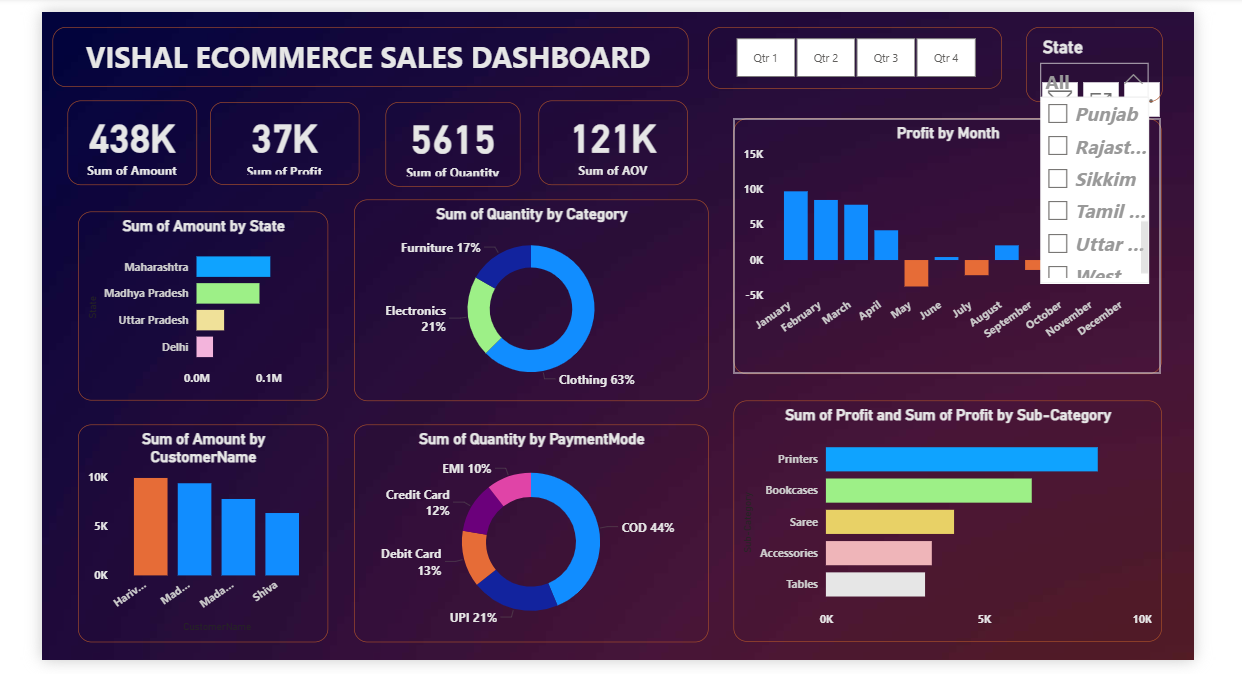 VISHAL ECOMMERCE SALES DASHBOARD
Qtr 1
Qtr 2
Qtr 3
Qtr 4
State
All
Punjab
Rajast...
Sikkim
Tamil ...
Uttar ...
West
438K
Sum of Amount
37K
Sum of Profit
5615
Sum of Quantity
121K
Sum of AOV
Sum of Amount by State
State
Maharashtra
Madhya Pradesh
Uttar Pradesh
Delhi
0.0M
0.1M
Sum of Quantity by Category
Furniture 17%
Electronics
21%
Clothing 63%
Profit by Month
15K
10K
5K
0K
-5K
January
February
March
April
May
June
July
August
September
October
November
December
Sum of Amount by
CustomerName
10K
5K
0K
Hariv...
Mad...
Mada...
Shiva
CustomerName
Sum of Quantity by PaymentMode
EMI 10%
Credit Card
12%
Debit Card
13%
UPI 21%
COD 44%
Sum of Profit and Sum of Profit by Sub-Category
Printers
Bookcases
Saree
Accessories
Tables
0K
5K
10K